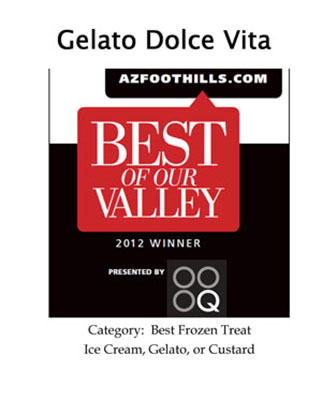 Gelato Dolce Vita
AZFOOTHILLS.COM
BEST
OF OUR
VALLEY
2012 WINNER
PRESENTED BY
Q
Category: Best Frozen Treat
Ice Cream, Gelato, or Custard